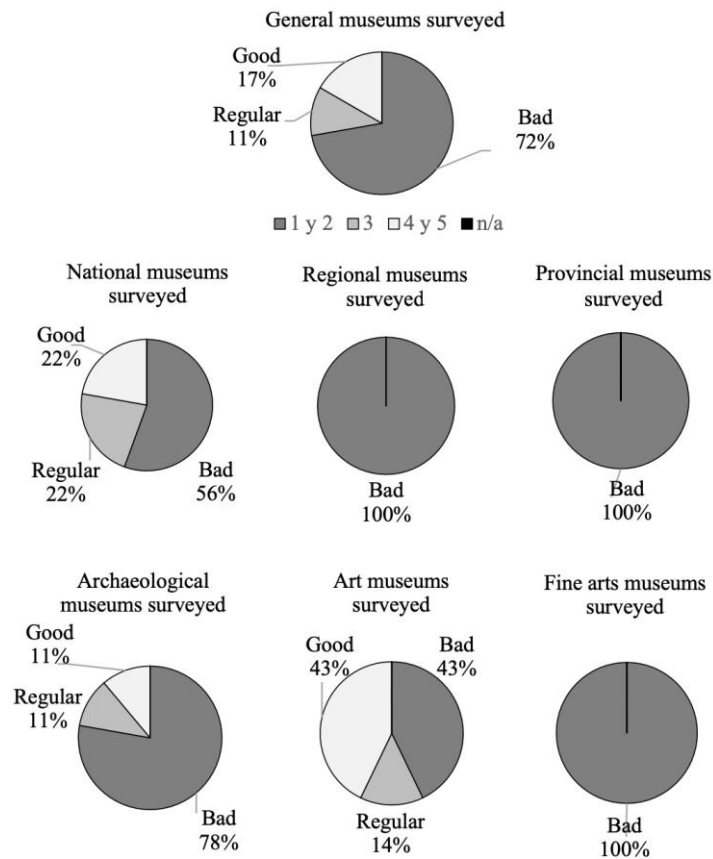 General museums surveyed
Good
17%
Regular
11%
Bad
72%
1 y 2 3 4 y 5 n/a
National museums
surveyed
Good
22%
Regular
22%
Bad
56%
Regional museums
surveyed
Bad
100%
Provincial museums
surveyed
Bad
100%
Archaeological
museums surveyed
Good
11%
Regular
11%
Bad
78%
Art museums
surveyed
Good
43%
Bad
43%
Regular
14%
Fine arts museums
surveyed
Bad
100%